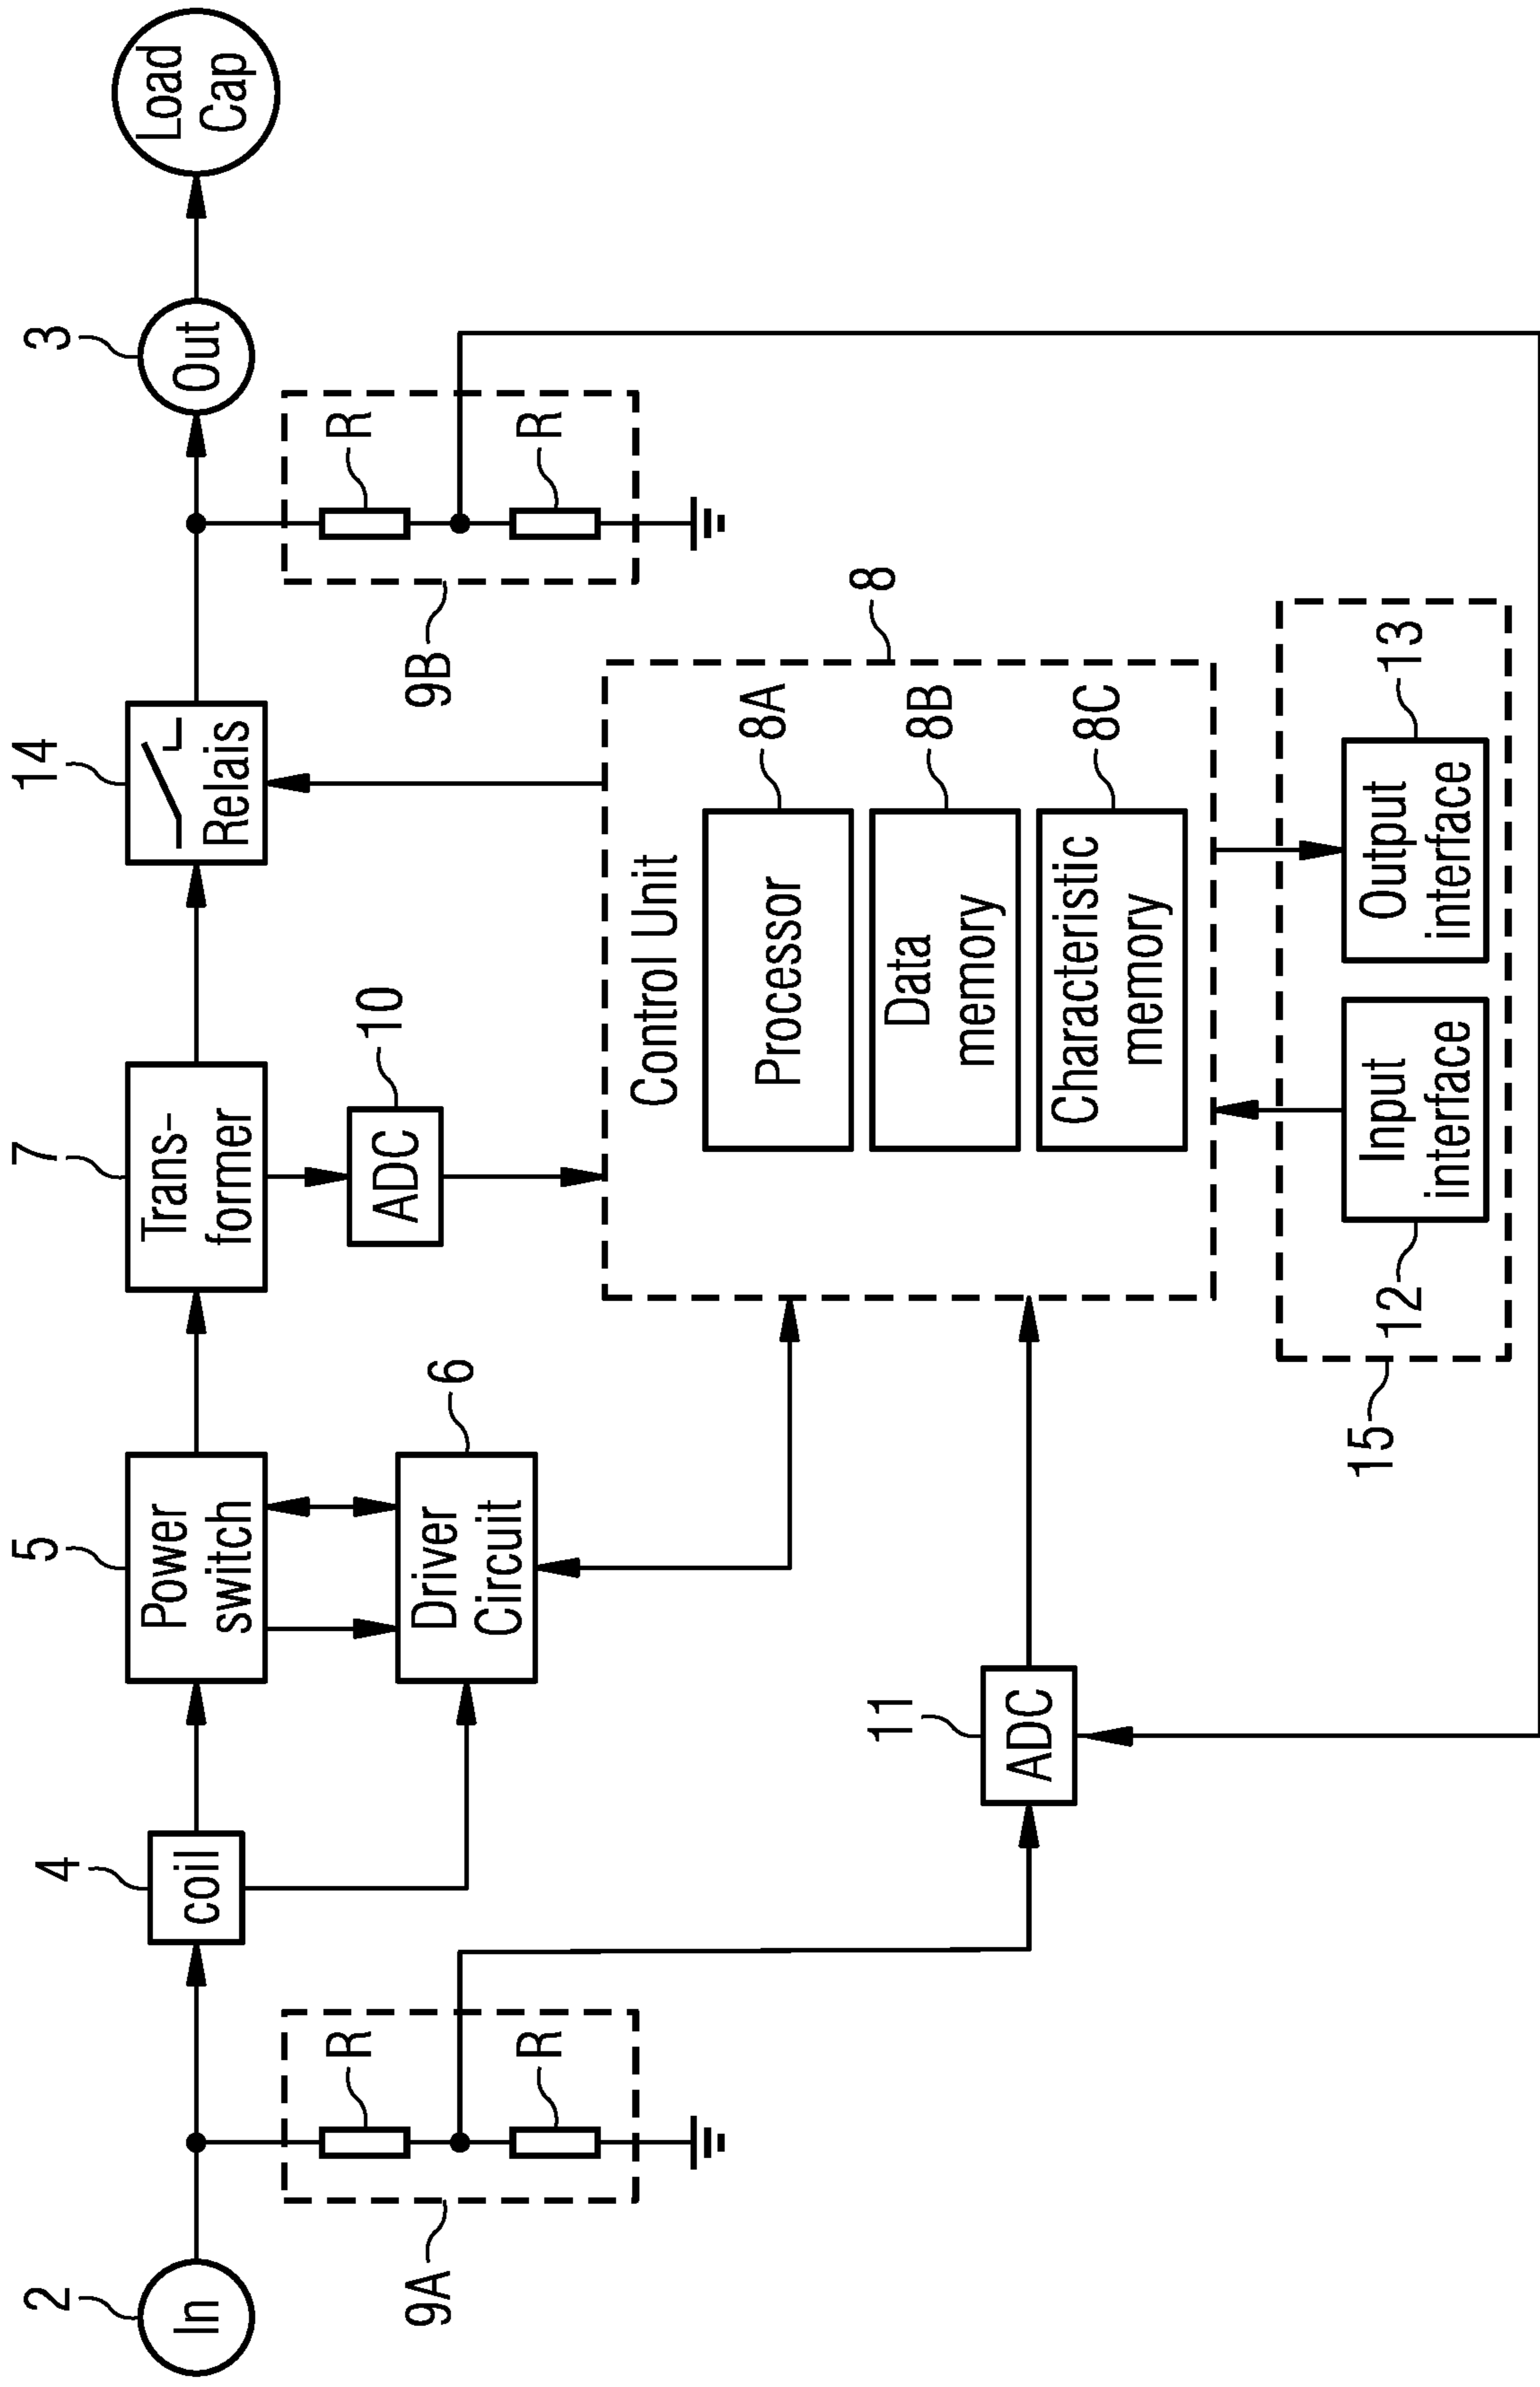 2
4
5
7
14
3
In
coil
Power
switch
Trans-
former
Relais
Out
Load
Cap
R
R
9A
Driver
Circuit
6
ADC
10
R
R
9B
Control Unit
8
Processor
8A
Data
memory
8B
Characteristic
memory
8C
11
ADC
Input
interface
12
Output
interface
13
15